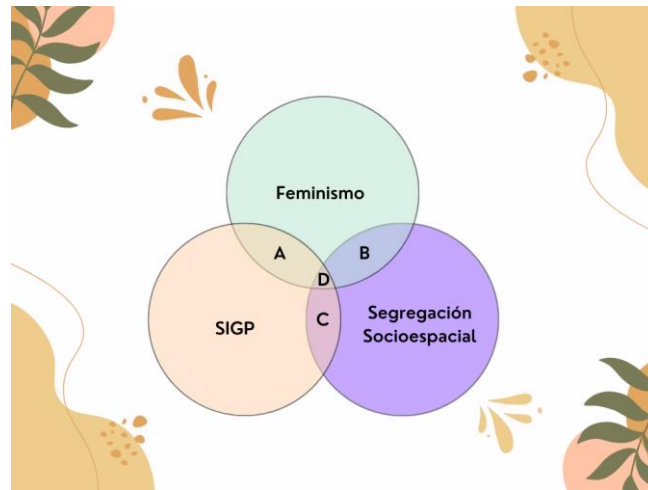 Feminismo
A
B
D
SIGP
C
Segregación
Socioespacial